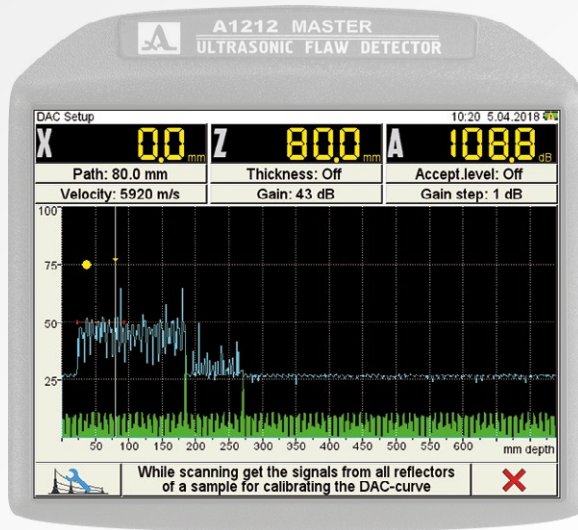 A1212 MASTER
ULTRASONIC FLAW DETECTOR
DAC Setup 10:20 5.04.2018
X 0.0 mm Z 80.0 mm A 108.8 dB
Path: 80.0 mm Thickness: Off Accept.level: Off
Velocity: 5920 m/s Gain: 43 dB Gain step: 1 dB
100
75
50
25
50 100 150 200 250 300 350 400 450 500 550 600 mm depth
While scanning get the signals from all reflectors
of a sample for calibrating the DAC-curve